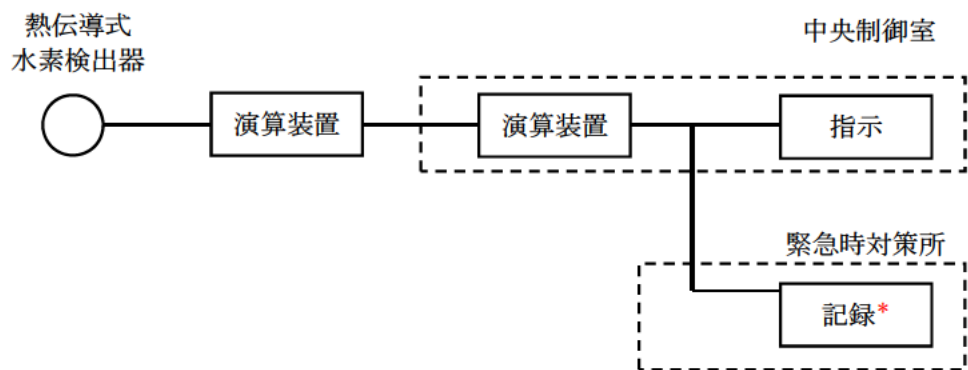 熱伝導式
水素検出器
中央制御室
演算装置
演算装置
指示
緊急時対策所
記録*